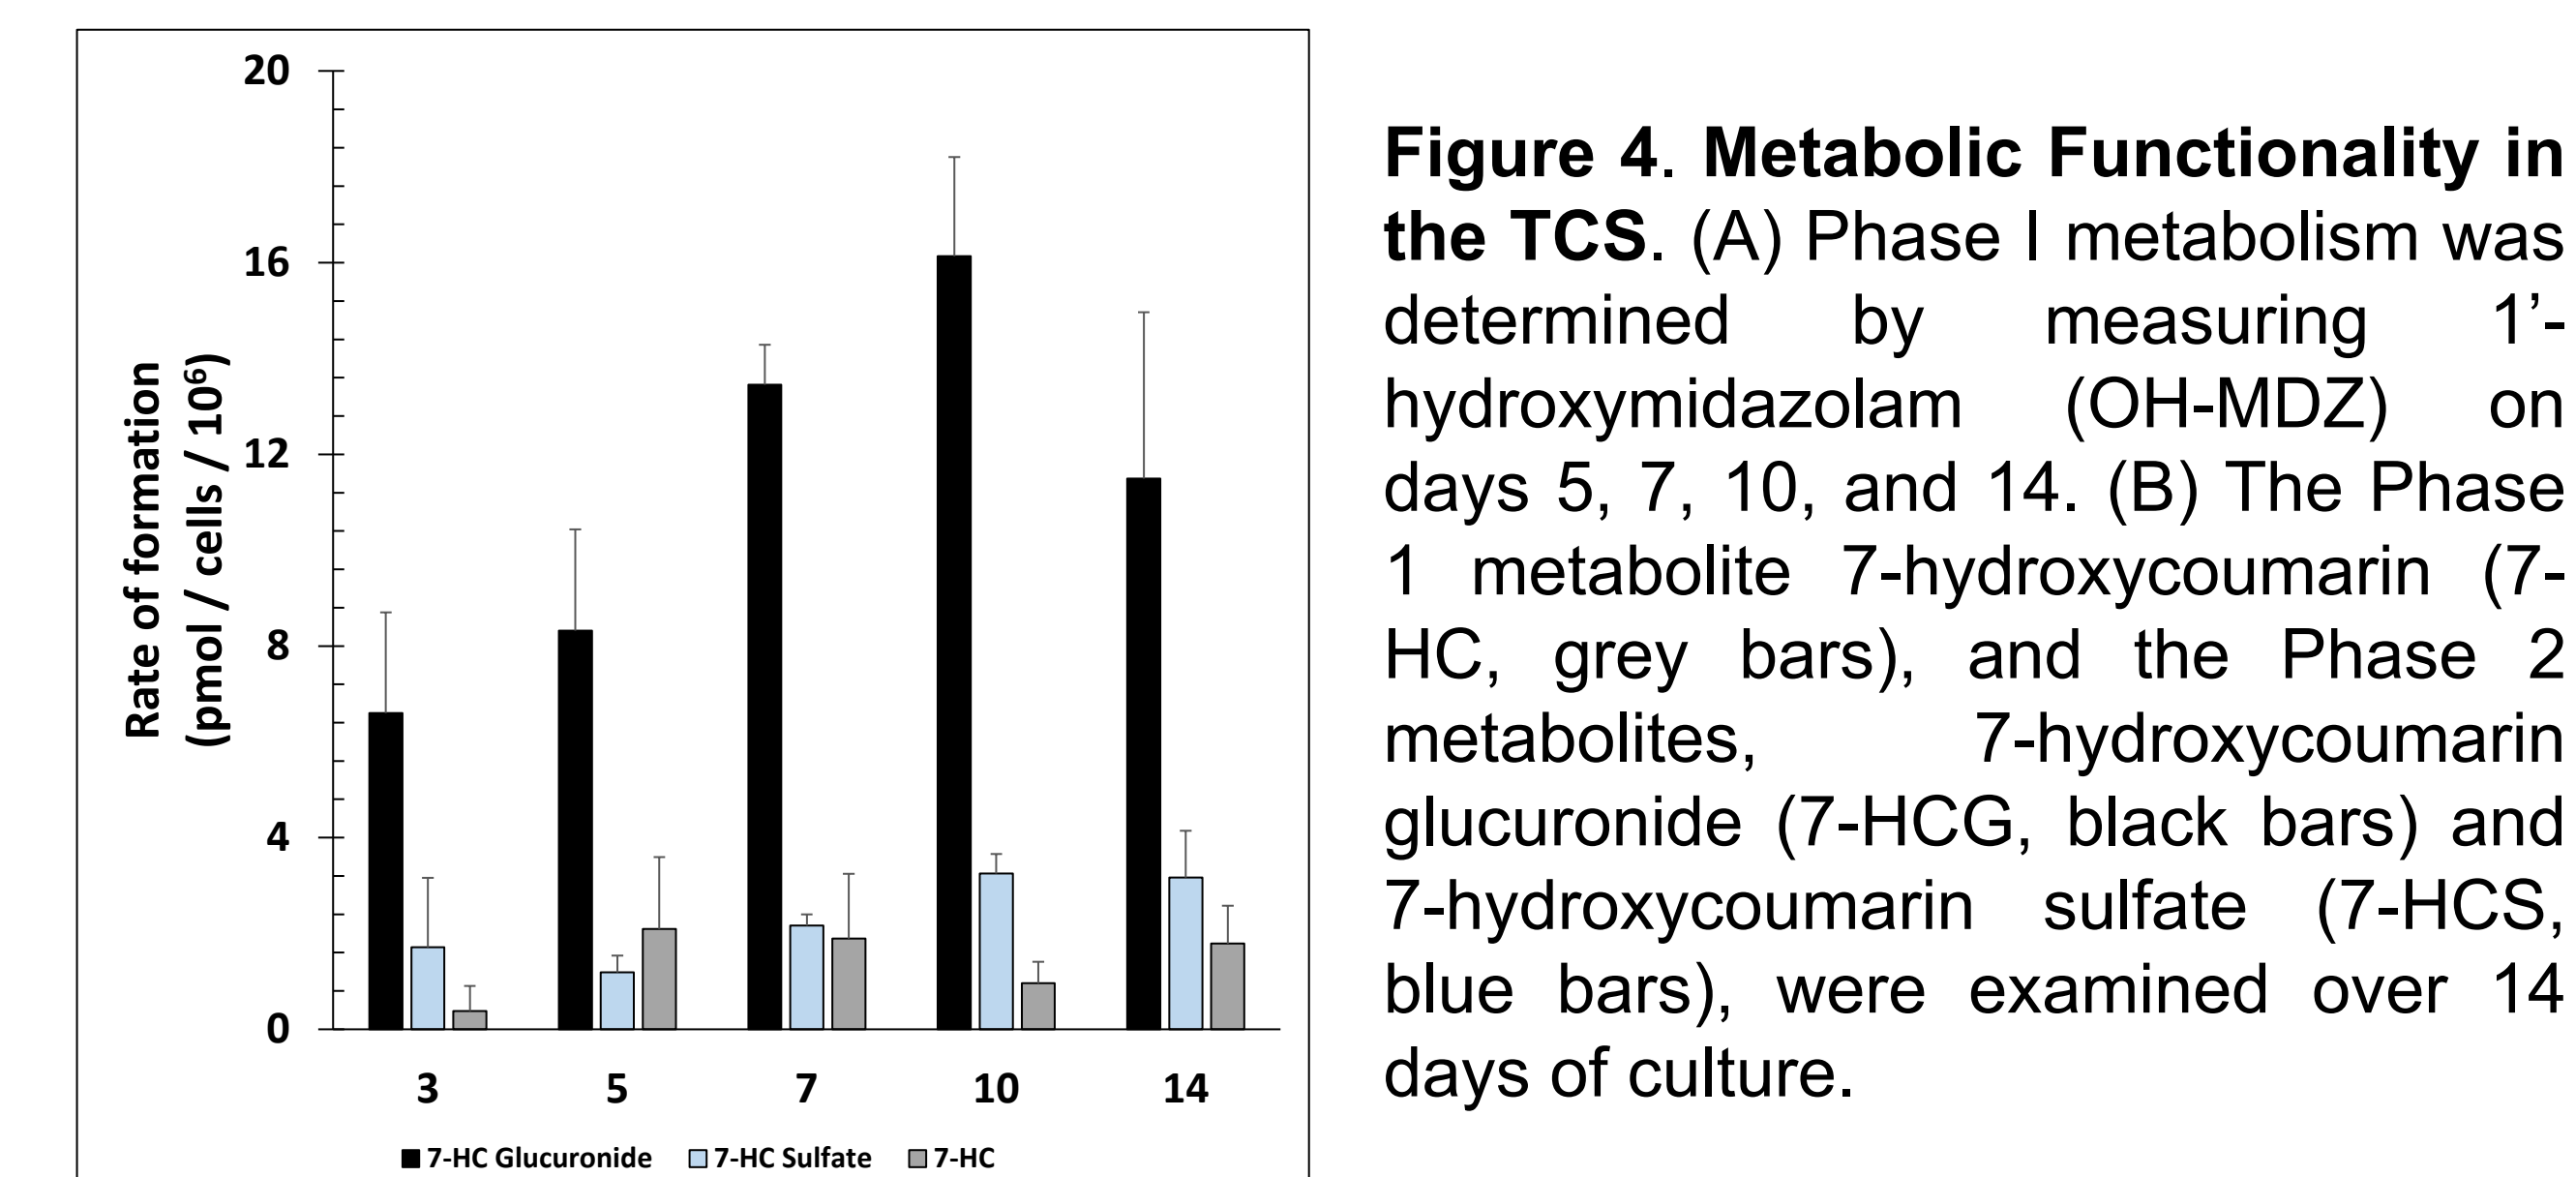 20
16
12
8
4
0
Rate of formation
(pmol / cells / 10⁶)
3 5 7 10 14
7-HC Glucuronide 7-HC Sulfate 7-HC
Figure 4. Metabolic Functionality in
the TCS. (A) Phase I metabolism was
determined by measuring 1’-
hydroxymidazolam (OH-MDZ) on
days 5, 7, 10, and 14. (B) The Phase
1 metabolite 7-hydroxycoumarin (7-
HC, grey bars), and the Phase 2
metabolites, 7-hydroxycoumarin
glucuronide (7-HCG, black bars) and
7-hydroxycoumarin sulfate (7-HCS,
blue bars), were examined over 14
days of culture.